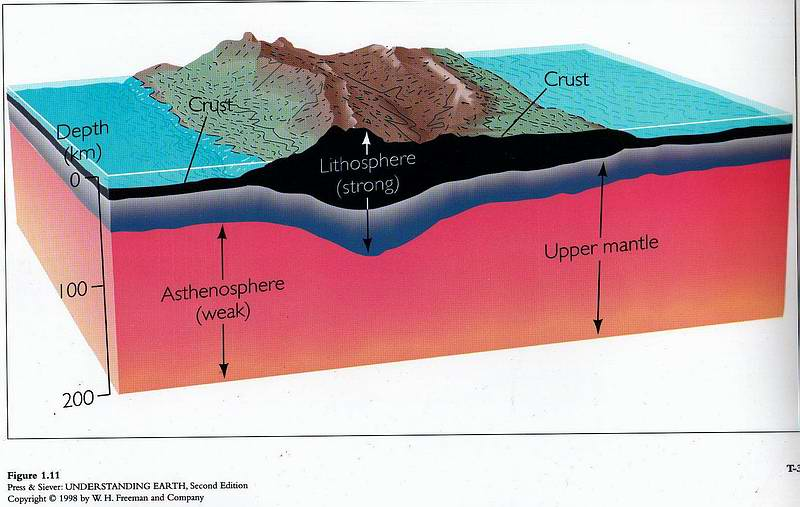 Crust
Crust
Depth
(km)
0
Lithosphere
(strong)
Upper mantle
100
Asthenosphere
(weak)
200
Figure 1.11
Press & Siever: UNDERSTANDING EARTH, Second Edition
Copyright © 1998 by W. H. Freeman and Company